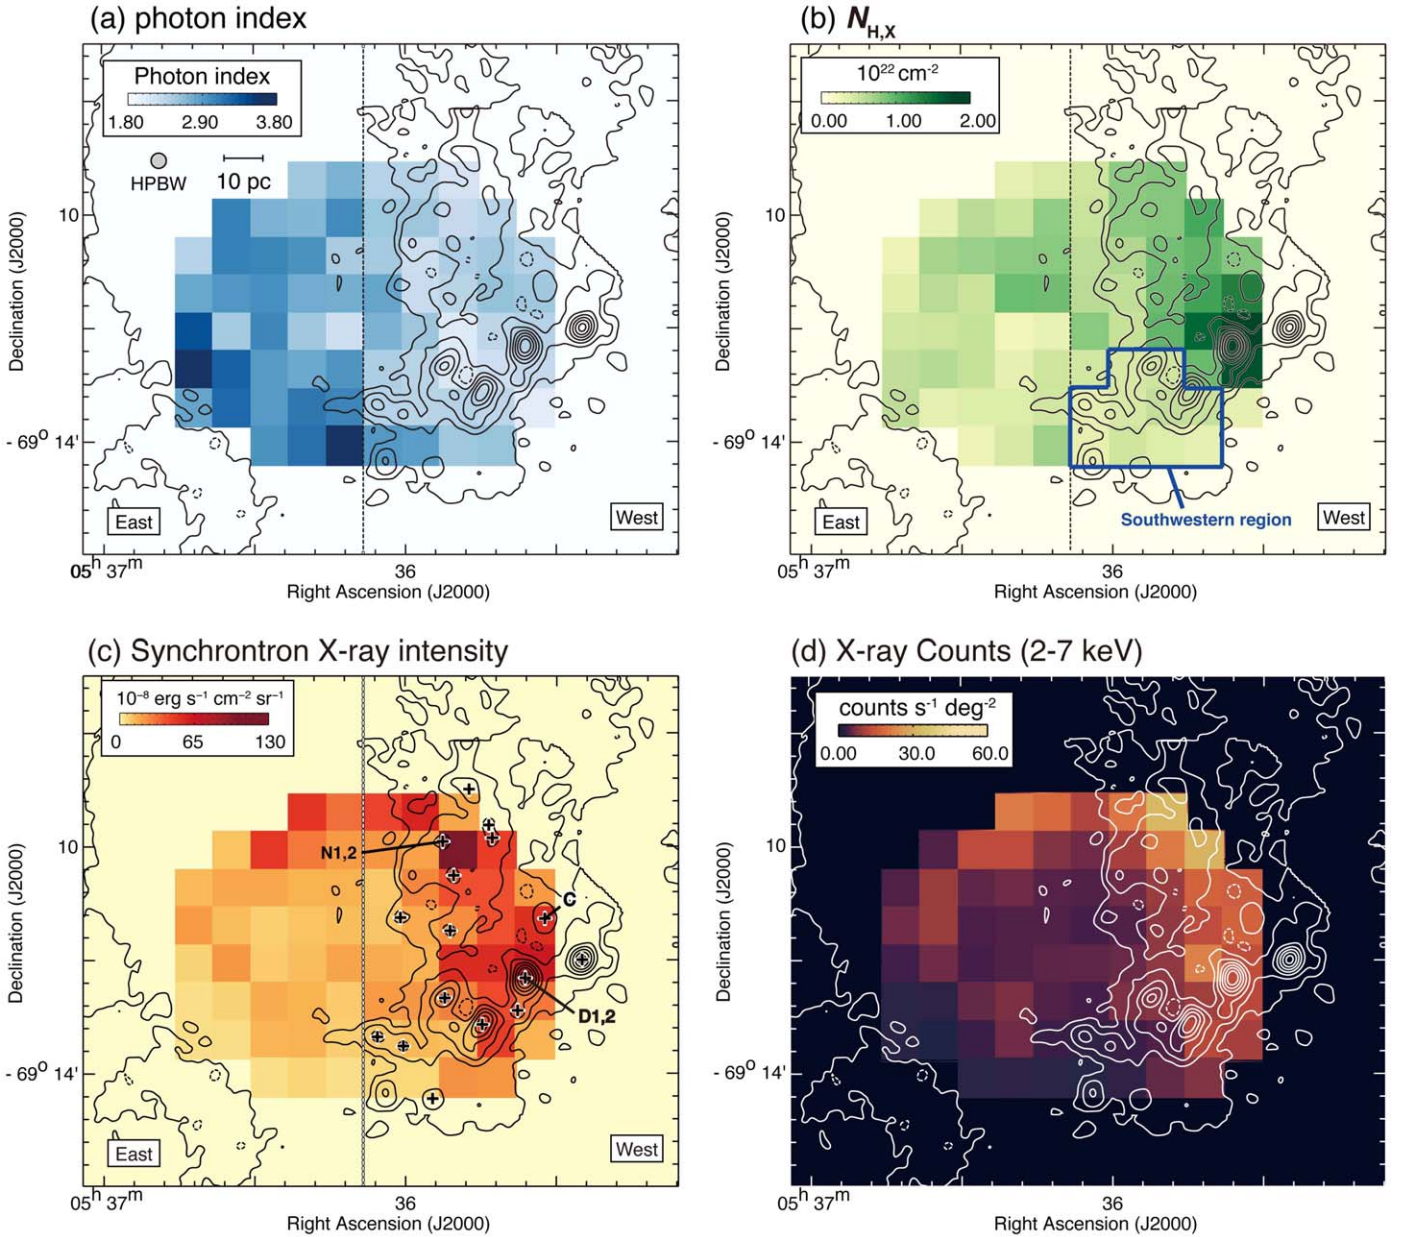 (a) photon index
Photon index
1.80 2.90 3.80
HPBW
10 pc
Declination (J2000)
10
- 69° 14'
East
West
05ʰ 37ᵐ 36
Right Ascension (J2000)
(b) N_H,X
10²² cm⁻²
0.00 1.00 2.00
Declination (J2000)
10
- 69° 14'
Southwestern region
East
West
05ʰ 37ᵐ 36
Right Ascension (J2000)
(c) Synchrontron X-ray intensity
10⁻⁸ erg s⁻¹ cm⁻² sr⁻¹
0 65 130
Declination (J2000)
10
N1,2
C
D1,2
- 69° 14'
East
West
05ʰ 37ᵐ 36
Right Ascension (J2000)
(d) X-ray Counts (2-7 keV)
counts s⁻¹ deg⁻²
0.00 30.0 60.0
Declination (J2000)
10
- 69° 14'
05ʰ 37ᵐ 36
Right Ascension (J2000)